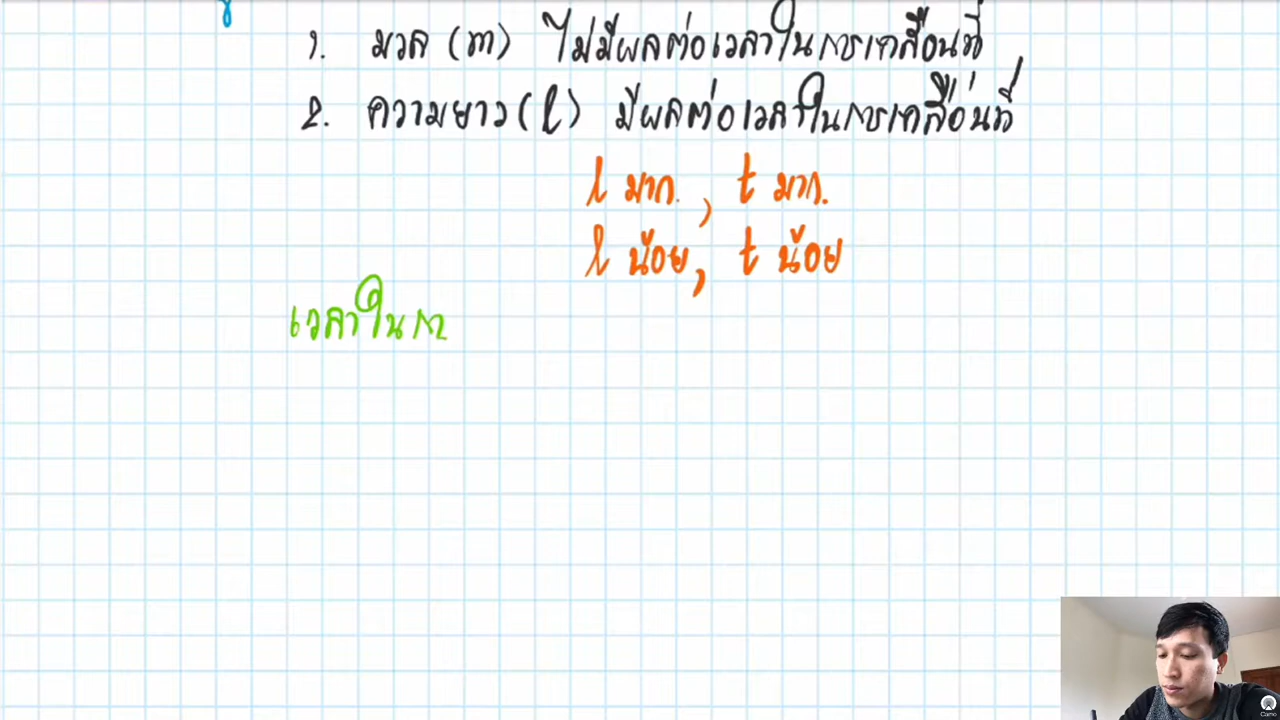 1. มวล (m) ไม่มีผลต่อเวลาในการเคลื่อนที่
2. ความยาว (l) มีผลต่อเวลาในการเคลื่อนที่
l มาก, t มาก.
l น้อย, t น้อย
เวลาในกา
Camo